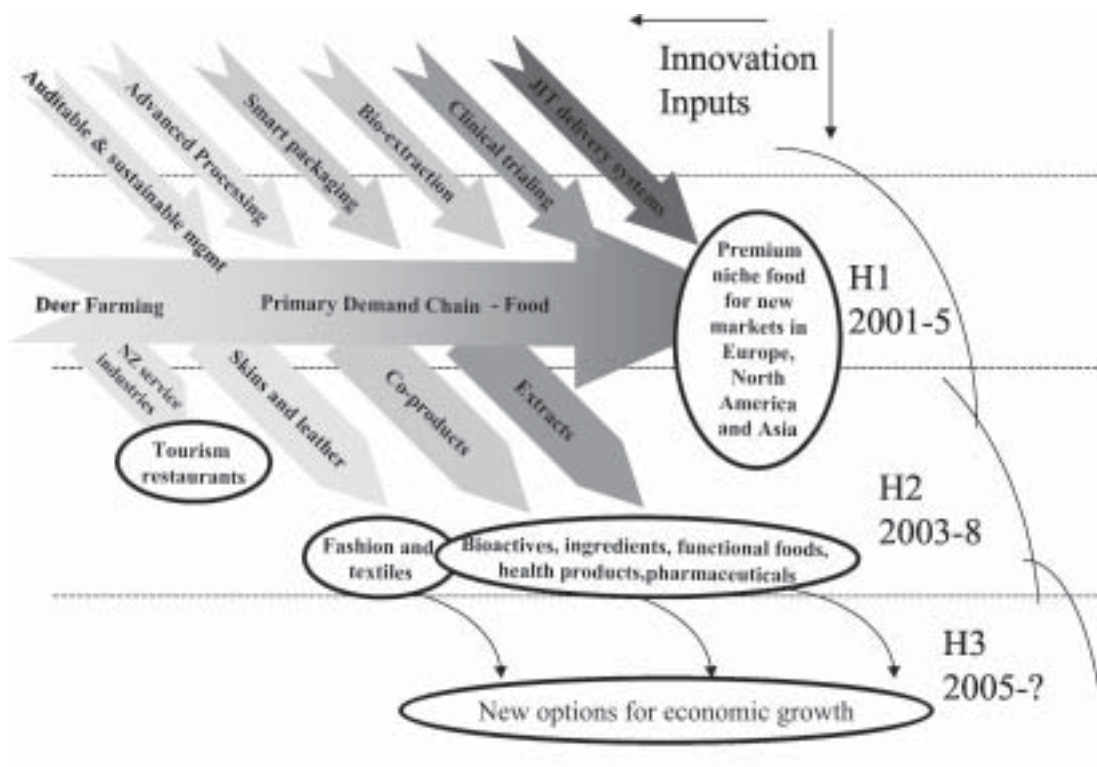 Innovation
Inputs
Auditable & sustainable mgmt
Advanced Processing
Smart packaging
Bio-extraction
Clinical trialing
JIT delivery systems
Deer Farming
Primary Demand Chain - Food
Premium
niche food
for new
markets in
Europe,
North
America
and Asia
H1
2001-5
NZ service
industries
Skins and leather
Co-products
Extracts
Tourism
restaurants
H2
2003-8
Fashion and
textiles
Bioactives, ingredients, functional foods,
health products,pharmaceuticals
H3
2005-?
New options for economic growth